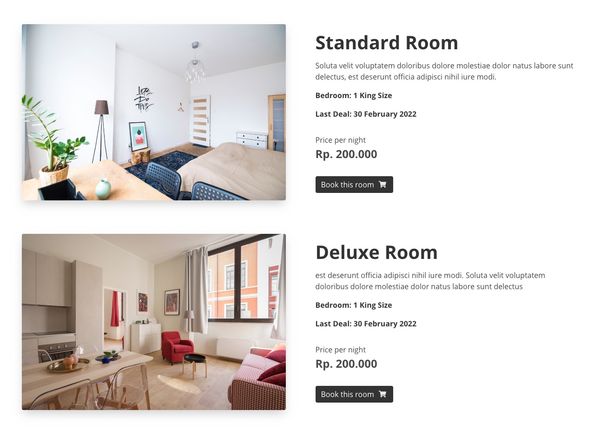 Standard Room
Soluta velit voluptatem doloribus dolore molestiae dolor natus labore sunt
delectus, est deserunt officia adipisci nihil iure modi.
Bedroom: 1 King Size
Last Deal: 30 February 2022
Price per night
Rp. 200.000
Book this room
Deluxe Room
est deserunt officia adipisci nihil iure modi. Soluta velit voluptatem
doloribus dolore molestiae dolor natus labore sunt delectus
Bedroom: 1 King Size
Last Deal: 30 February 2022
Price per night
Rp. 200.000
Book this room